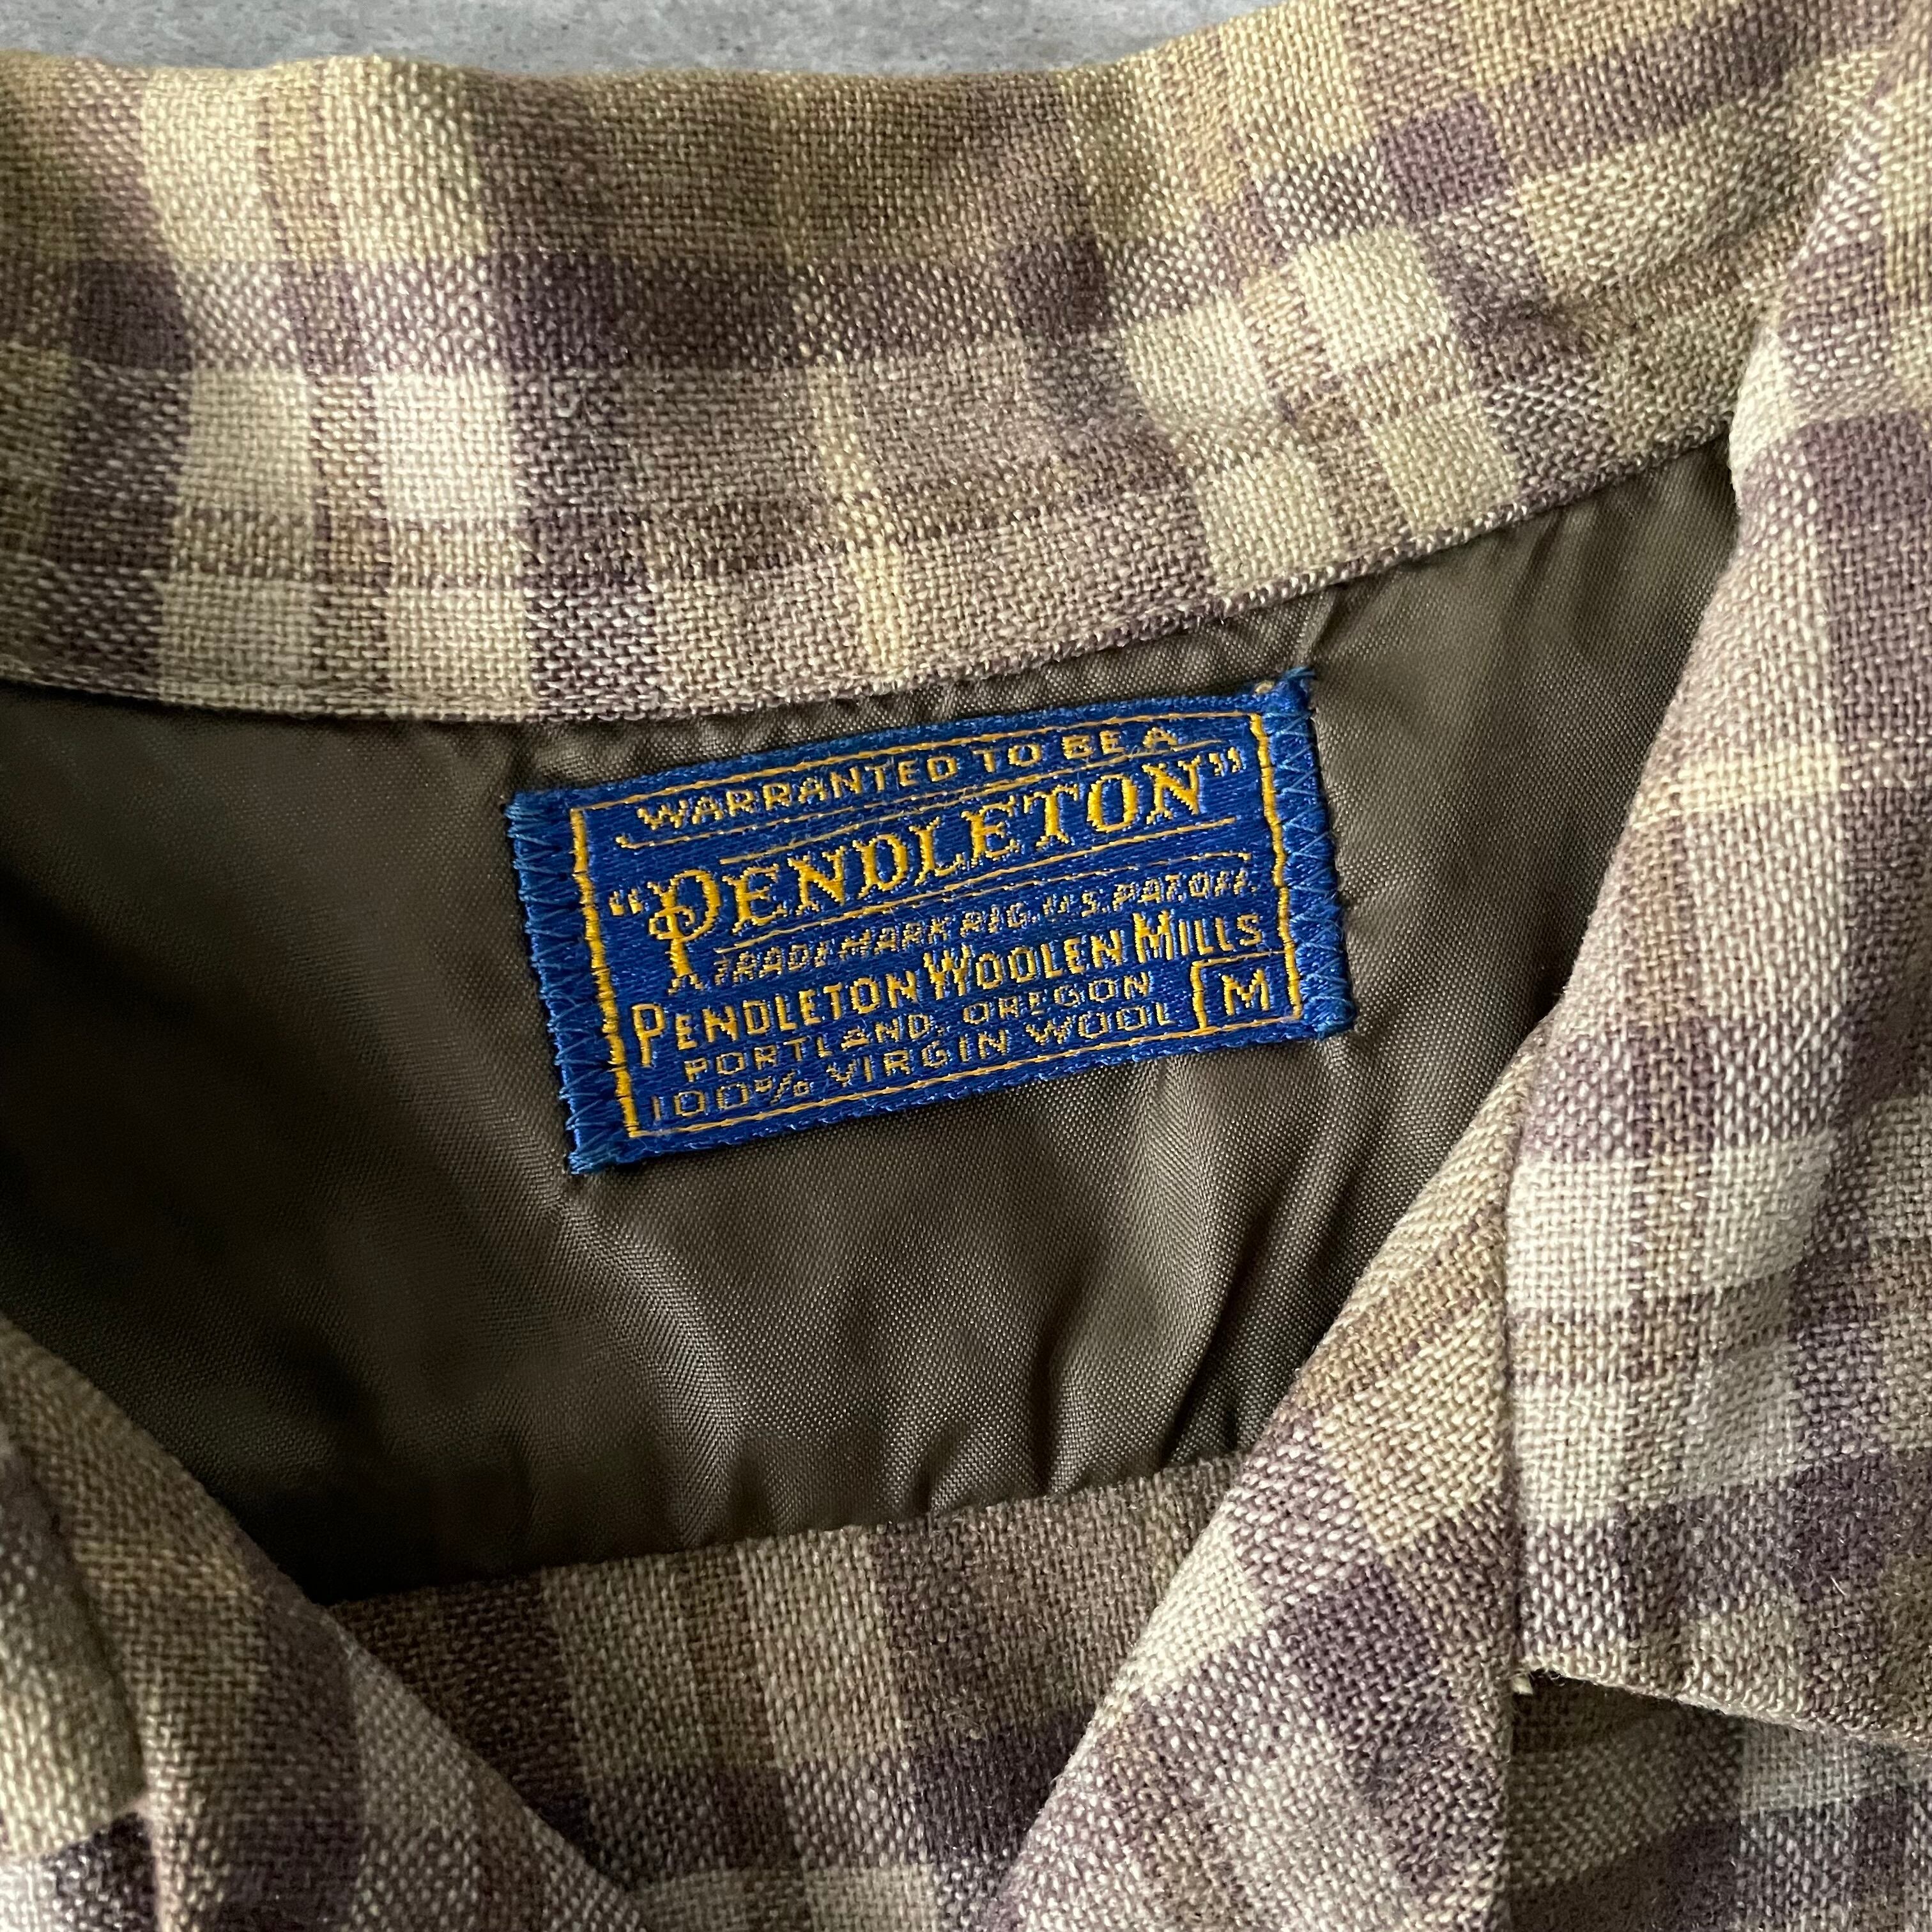 WARRANTED TO BE A
"PENDLETON"
TRADE MARK REG. U.S. PAT. OFF.
PENDLETON WOOLEN MILLS
PORTLAND, OREGON
100% VIRGIN WOOL
M